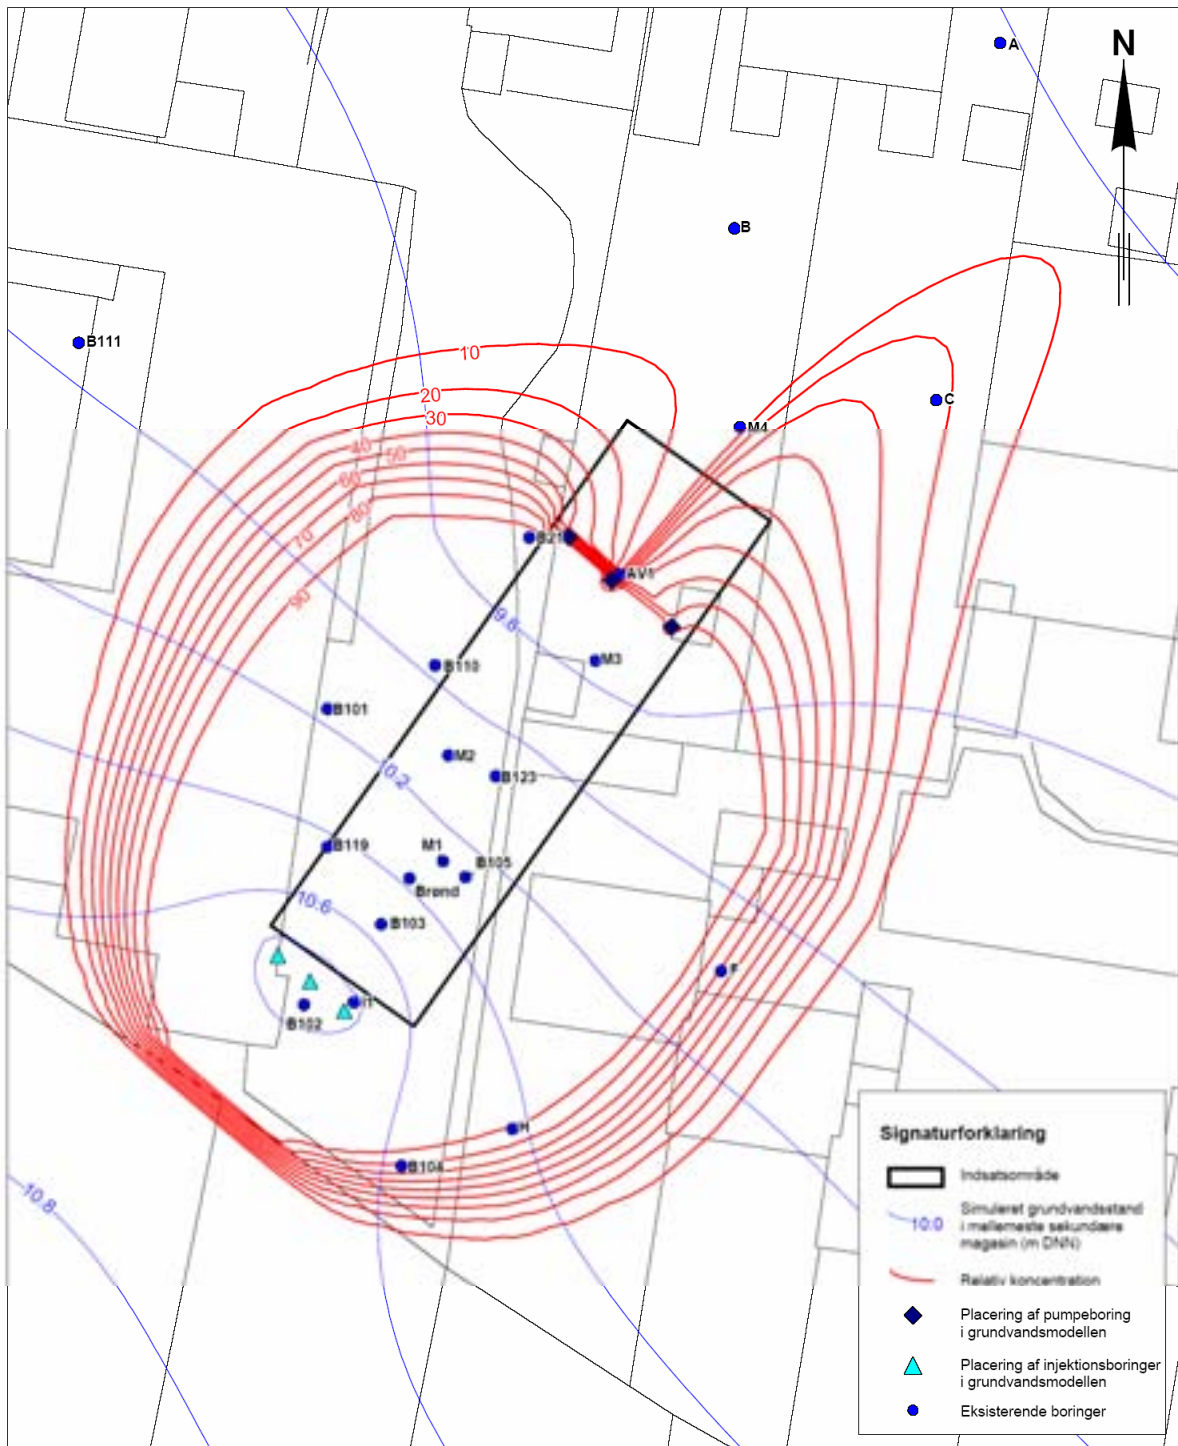 A
N
B
B111
10
20
C
30
M4
40
50
60
80
B21
70
AV1
90
9.8
M3
B110
B101
M2
10.2
B123
B119
M1
B105
Brønd
10.6
B103
F
I1
B102
H
B104
10.8
Signaturforklaring
Indsatsområde
Simuleret grundvandsstand
10.0
i mellemeste sekundære
magasin (m DNN)
Relativ koncentration
Placering af pumpeboring
i grundvandsmodellen
Placering af injektionsboringer
i grundvandsmodellen
Eksisterende boringer